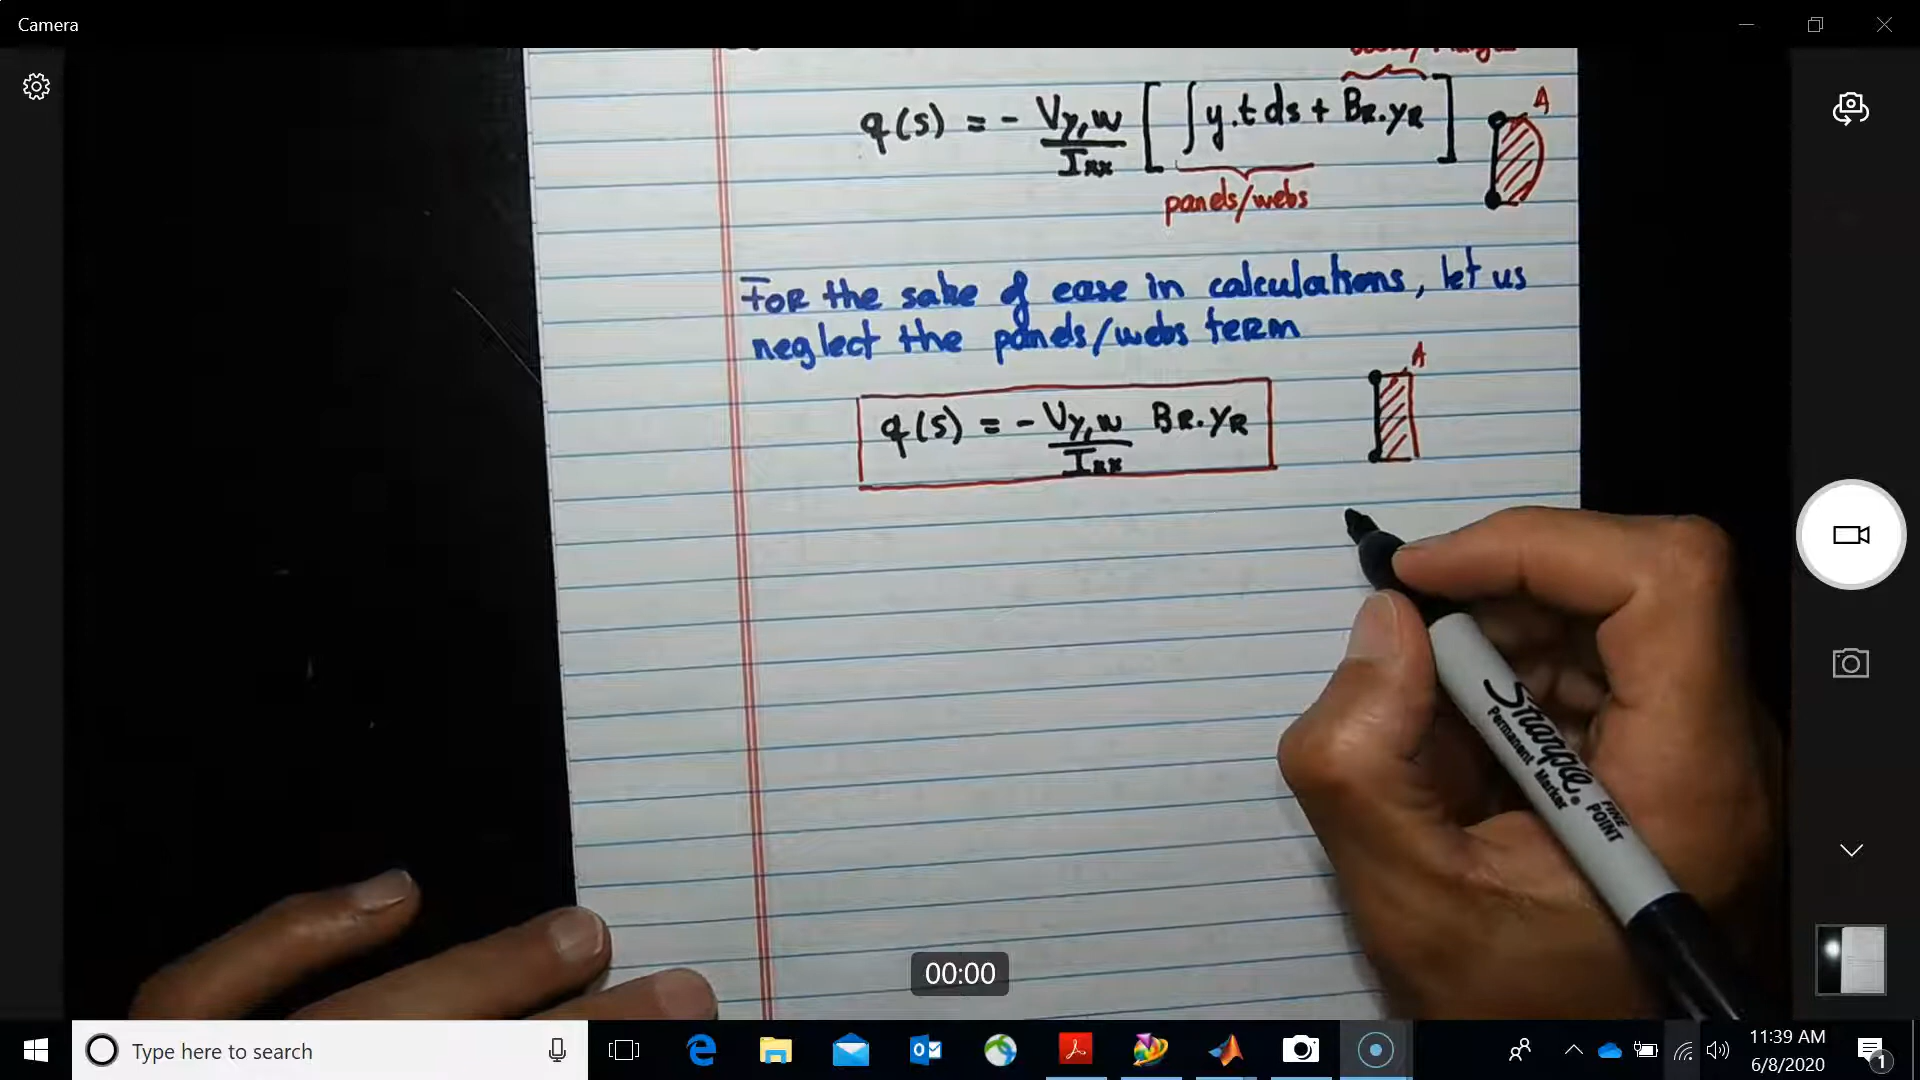 Camera
q(s) = - Vy,w / Ixx [ ∫ y.t ds + BR.yR ]
A
panels/webs
For the sake of ease in calculations, let us
neglect the panels/webs term
A
q(s) = - Vy,w / Ixx BR.yR
Sharpie.
FINE POINT
Permanent Marker
00:00
Type here to search
11:39 AM
6/8/2020
1